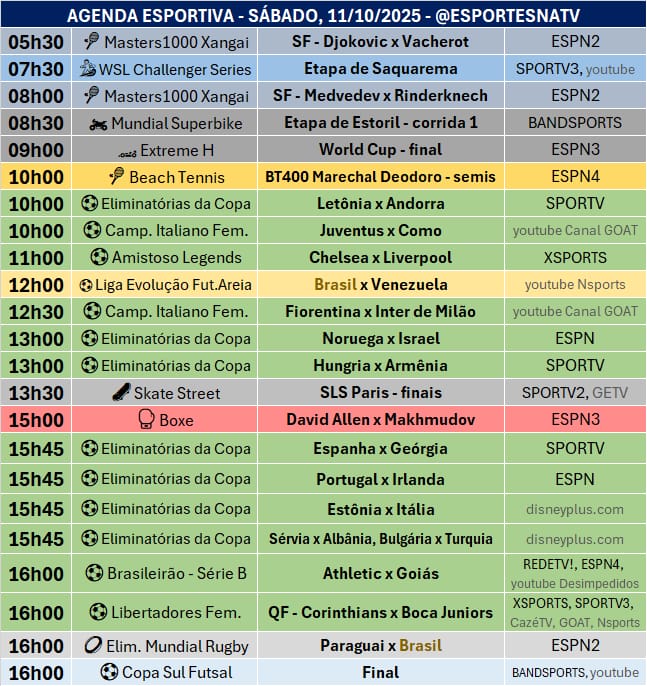 AGENDA ESPORTIVA - SÁBADO, 11/10/2025 - @ESPORTESNATV
05h30 Masters1000 Xangai SF - Djokovic x Vacherot ESPN2
07h30 WSL Challenger Series Etapa de Saquarema SPORTV3, youtube
08h00 Masters1000 Xangai SF - Medvedev x Rinderknech ESPN2
08h30 Mundial Superbike Etapa de Estoril - corrida 1 BANDSPORTS
09h00 Extreme H World Cup - final ESPN3
10h00 Beach Tennis BT400 Marechal Deodoro - semis ESPN4
10h00 Eliminatórias da Copa Letônia x Andorra SPORTV
10h00 Camp. Italiano Fem. Juventus x Como youtube Canal GOAT
11h00 Amistoso Legends Chelsea x Liverpool XSPORTS
12h00 Liga Evolução Fut.Areia Brasil x Venezuela youtube Nsports
12h30 Camp. Italiano Fem. Fiorentina x Inter de Milão youtube Canal GOAT
13h00 Eliminatórias da Copa Noruega x Israel ESPN
13h00 Eliminatórias da Copa Hungria x Armênia SPORTV
13h30 Skate Street SLS Paris - finais SPORTV2, GETV
15h00 Boxe David Allen x Makhmudov ESPN3
15h45 Eliminatórias da Copa Espanha x Geórgia SPORTV
15h45 Eliminatórias da Copa Portugal x Irlanda ESPN
15h45 Eliminatórias da Copa Estônia x Itália disneyplus.com
15h45 Eliminatórias da Copa Sérvia x Albânia, Bulgária x Turquia disneyplus.com
16h00 Brasileirão - Série B Athletic x Goiás REDETV!, ESPN4,
youtube Desimpedidos
16h00 Libertadores Fem. QF - Corinthians x Boca Juniors XSPORTS, SPORTV3,
CazéTV, GOAT, Nsports
16h00 Elim. Mundial Rugby Paraguai x Brasil ESPN2
16h00 Copa Sul Futsal Final BANDSPORTS, youtube